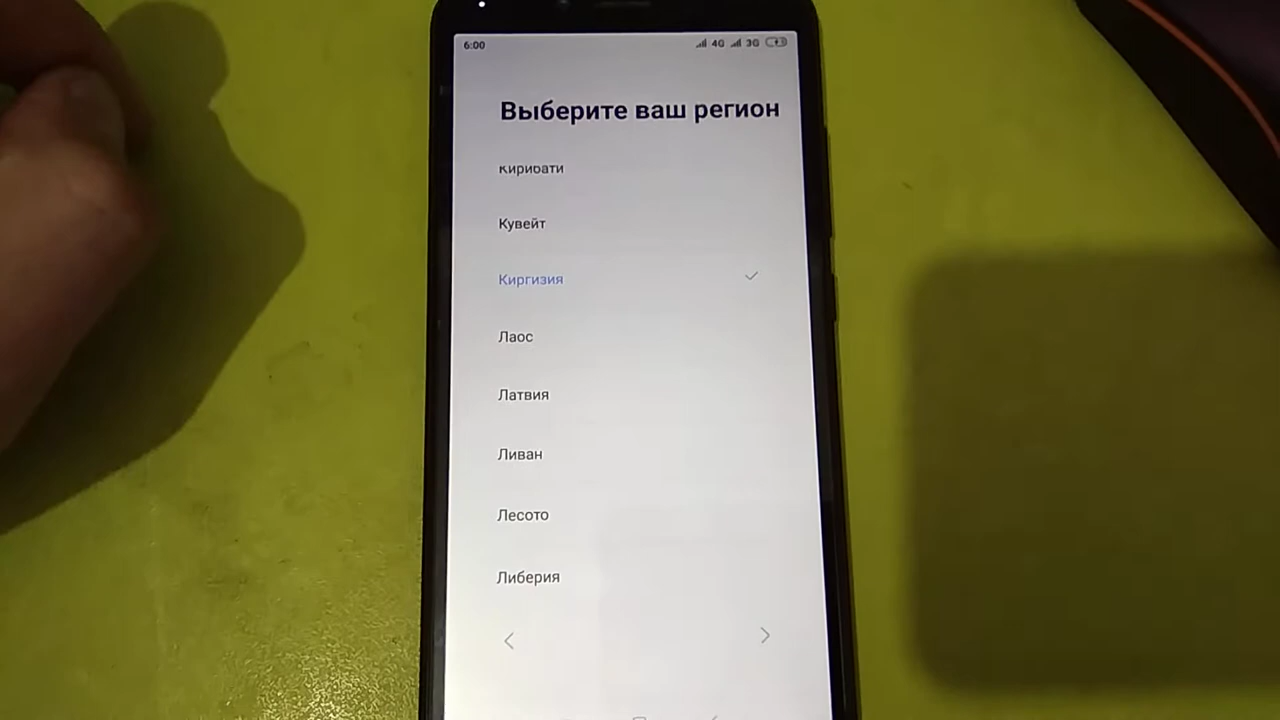 6:00 4G 3G
Выберите ваш регион
Кирибати
Кувейт
Киргизия
Лаос
Латвия
Ливан
Лесото
Либерия